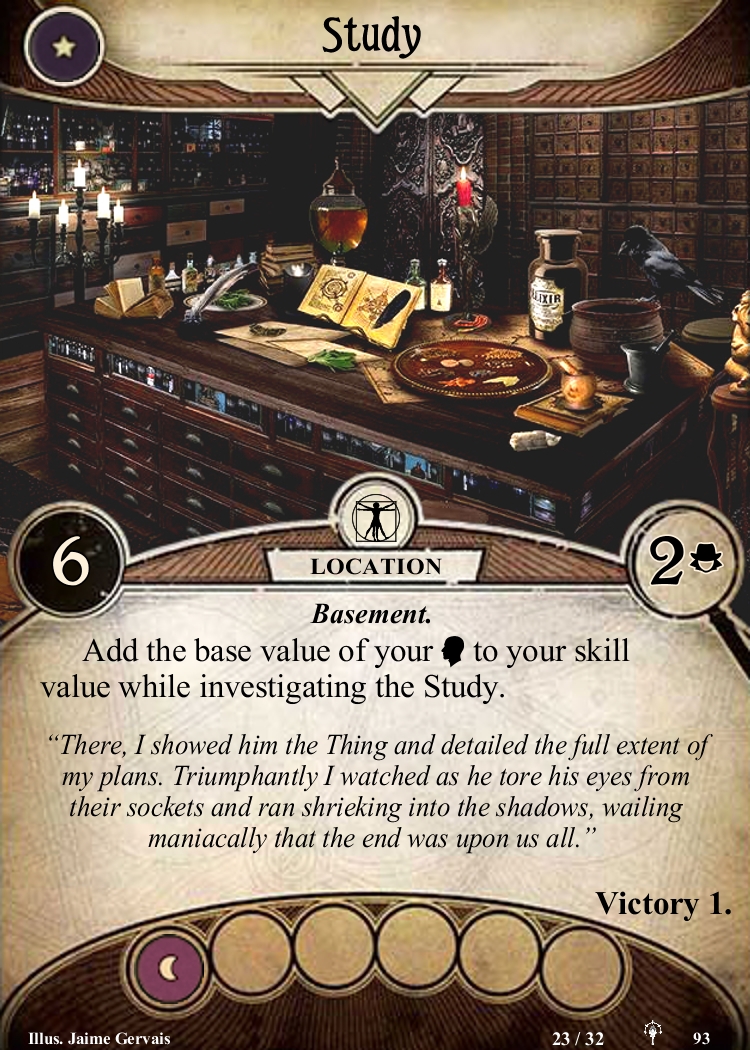 Study
ELIXIR
6
LOCATION
2
Basement.
Add the base value of your to your skill
value while investigating the Study.
“There, I showed him the Thing and detailed the full extent of
my plans. Triumphantly I watched as he tore his eyes from
their sockets and ran shrieking into the shadows, wailing
maniacally that the end was upon us all.”
Victory 1.
Illus. Jaime Gervais
23 / 32
93